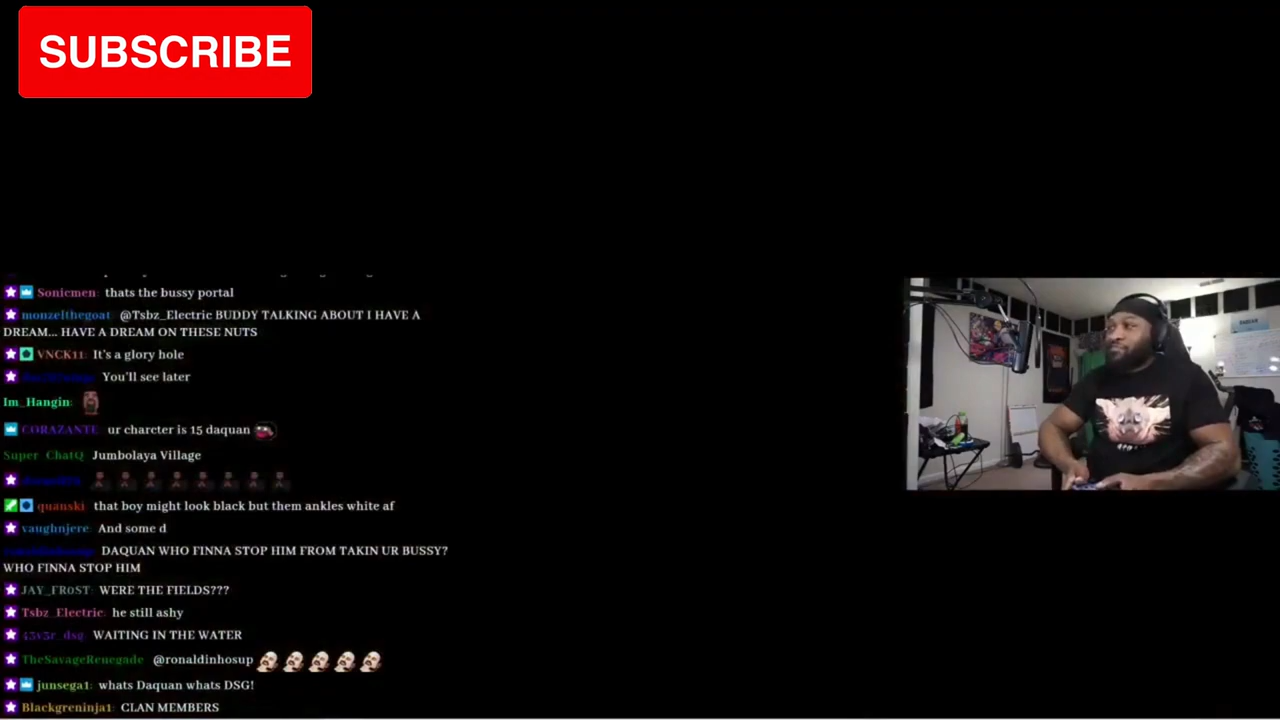 SUBSCRIBE
Sonicmen: thats the bussy portal
monzelthegoat @Tsbz_Electric BUDDY TALKING ABOUT I HAVE A
DREAM... HAVE A DREAM ON THESE NUTS
VNCK11: It's a glory hole
You'll see later
Im_Hangin:
CORAZANTE ur charcter is 15 daquan
Super_ChatQ Jumbolaya Village
quanski that boy might look black but them ankles white af
vaughnjere And some d
DAQUAN WHO FINNA STOP HIM FROM TAKIN UR BUSSY?
WHO FINNA STOP HIM
JAY_FR0ST: WERE THE FIELDS???
Tsbz_Electric: he still ashy
WAITING IN THE WATER
TheSavageRenegade @ronaldinhosup
junsega1: whats Daquan whats DSG!
Blackgreninja1: CLAN MEMBERS